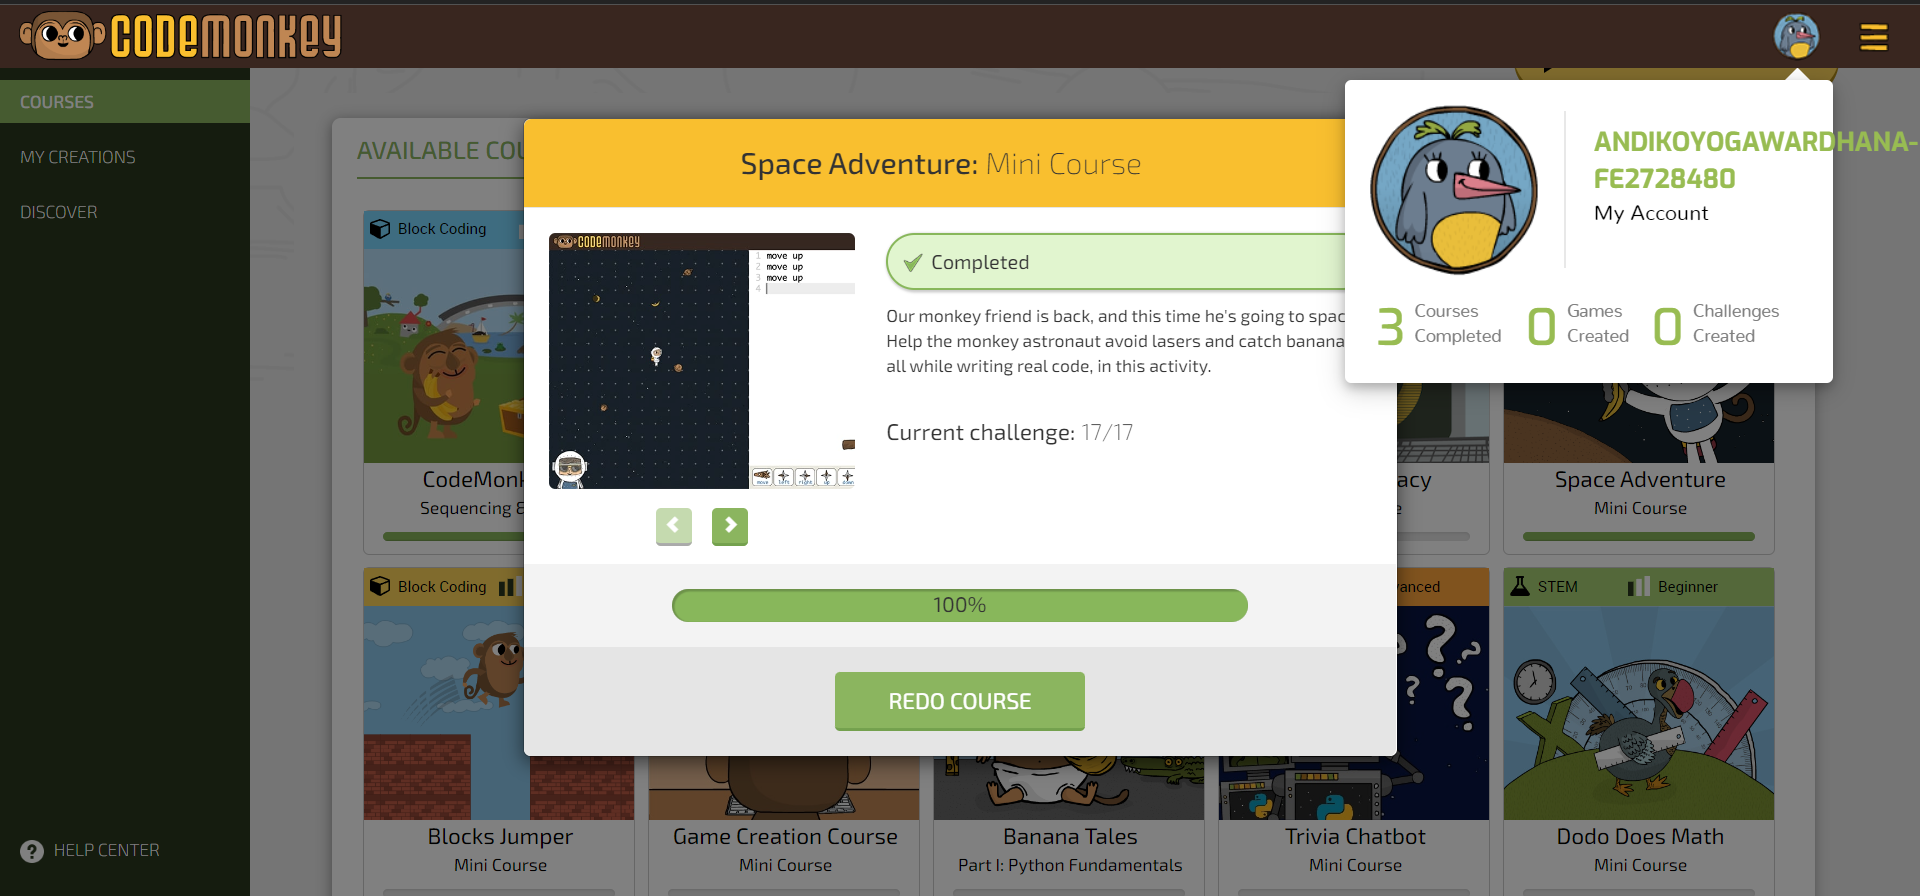 CODEMONKEY
COURSES
MY CREATIONS
DISCOVER
HELP CENTER
AVAILABLE
Block Coding
CodeMonk
Sequencing &
Block Coding
Blocks Jumper
Mini Course
Game Creation Course
Mini Course
Banana Tales
Part I: Python Fundamentals
Trivia Chatbot
Mini Course
STEM
Beginner
Dodo Does Math
Mini Course
Space Adventure
Mini Course
Space Adventure: Mini Course
CODEMONKEY
1 move up
2 move up
3 move up
4
move
left
right
up
down
Completed
Our monkey friend is back, and this time he's going to spac
Help the monkey astronaut avoid lasers and catch banana
all while writing real code, in this activity.
Current challenge: 17/17
100%
REDO COURSE
ANDIKOYOGAWARDHANA-
FE2728480
My Account
3 Courses Completed
0 Games Created
0 Challenges Created